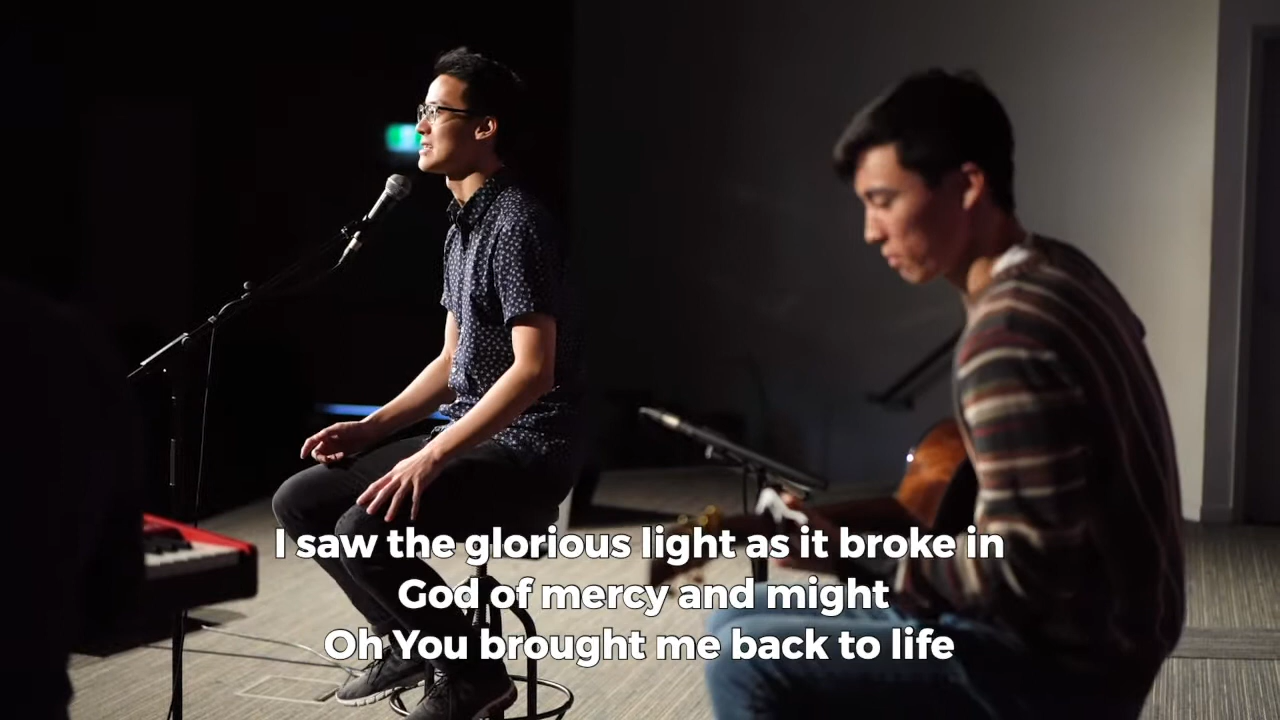 I saw the glorious light as it broke in
God of mercy and might
Oh You brought me back to life